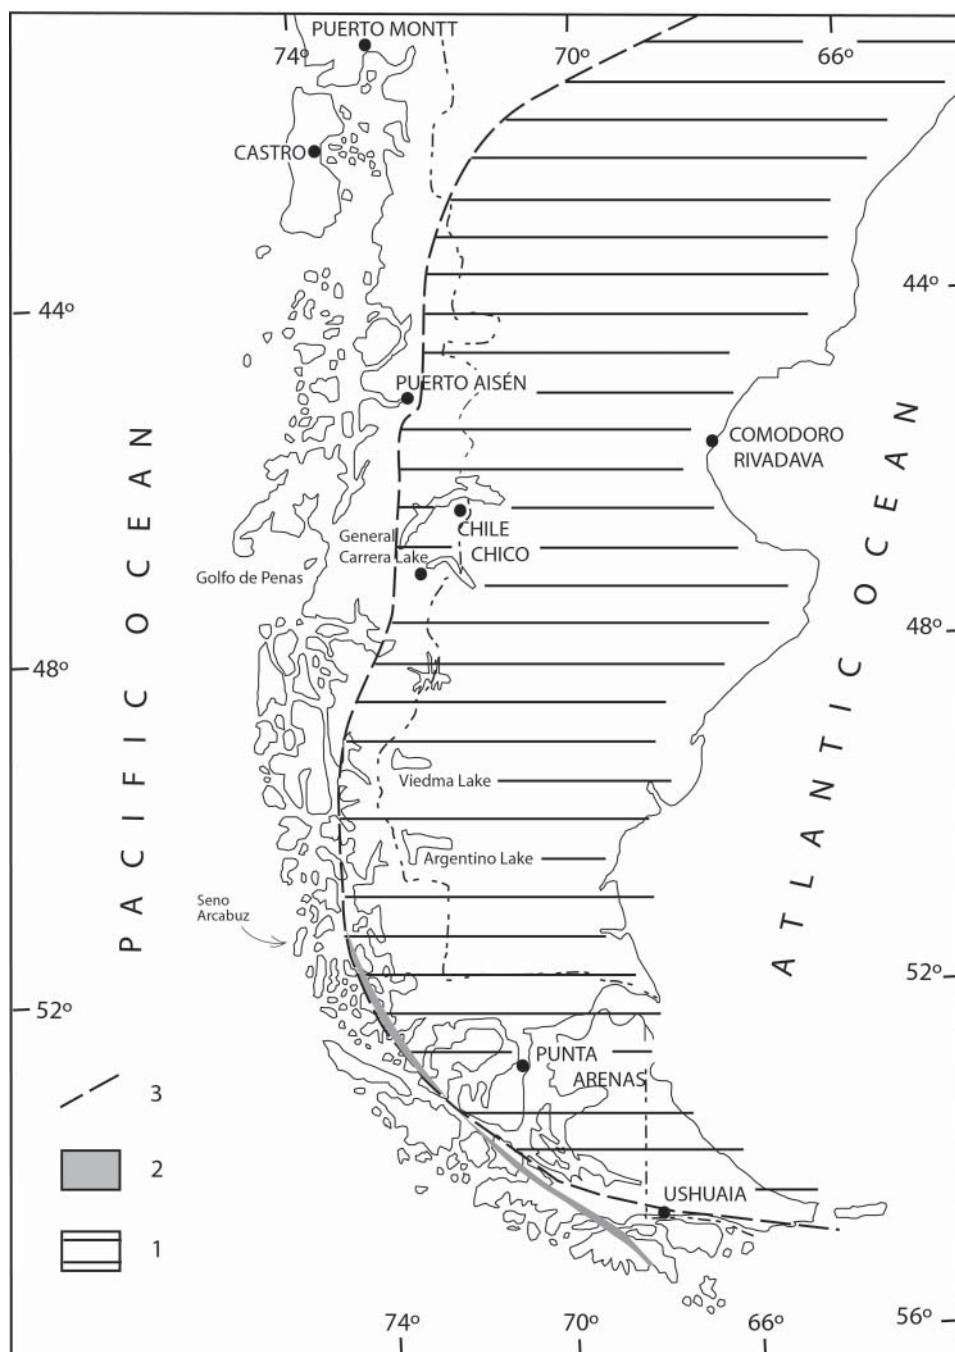 PUERTO MONTT
74º
70º
66º
CASTRO
44º
44º
PUERTO AISÉN
COMODORO
RIVADAVA
PACIFIC OCEAN
ATLANTIC OCEAN
CHILE
CHICO
General
Carrera Lake
Golfo de Penas
48º
48º
Viedma Lake
Argentino Lake
Seno
Arcabuz
52º
52º
PUNTA
ARENAS
3
2
1
USHUAIA
74º
70º
66º
56º